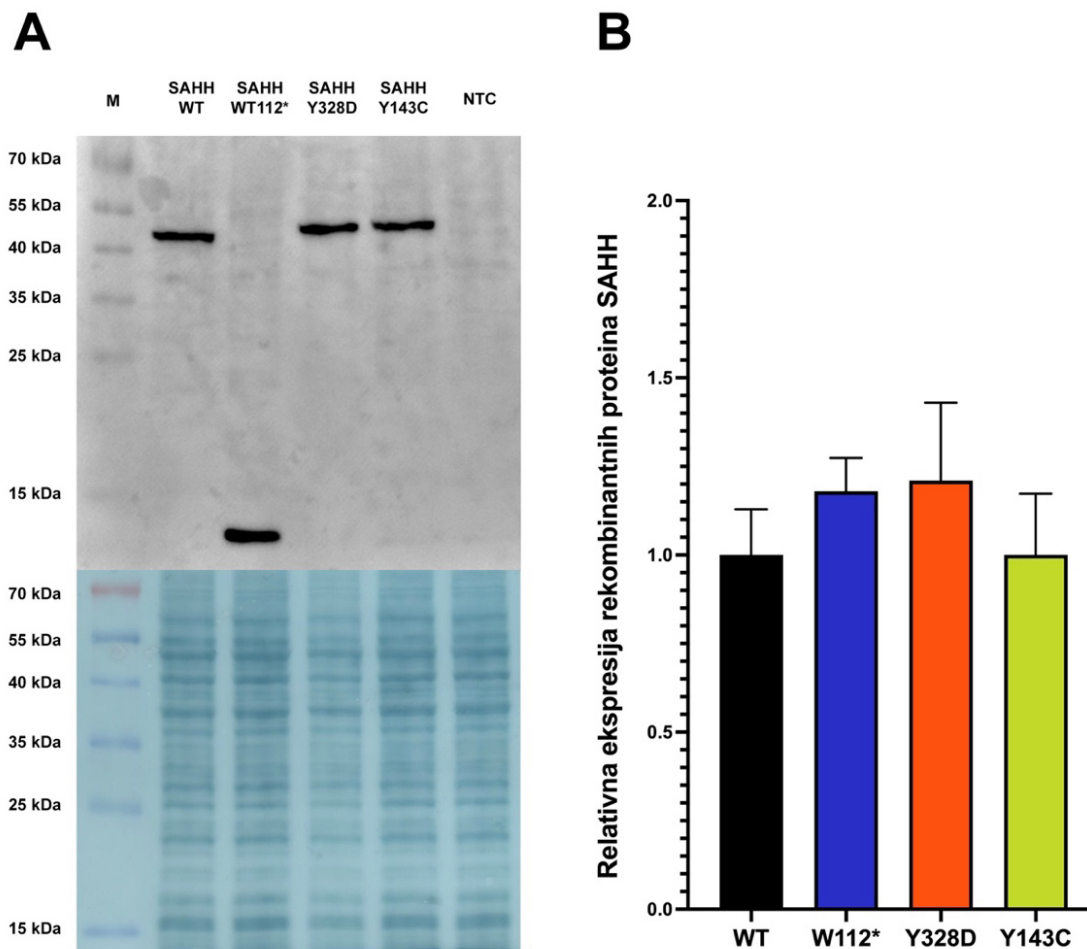 A
M
SAHH
WT
SAHH
WT112*
SAHH
Y328D
SAHH
Y143C
NTC
70 kDa
55 kDa
40 kDa
35 kDa
25 kDa
15 kDa
70 kDa
55 kDa
40 kDa
35 kDa
25 kDa
15 kDa
B
Relativna ekspresija rekombinantnih proteina SAHH
2.0
1.5
1.0
0.5
0.0
WT
W112*
Y328D
Y143C